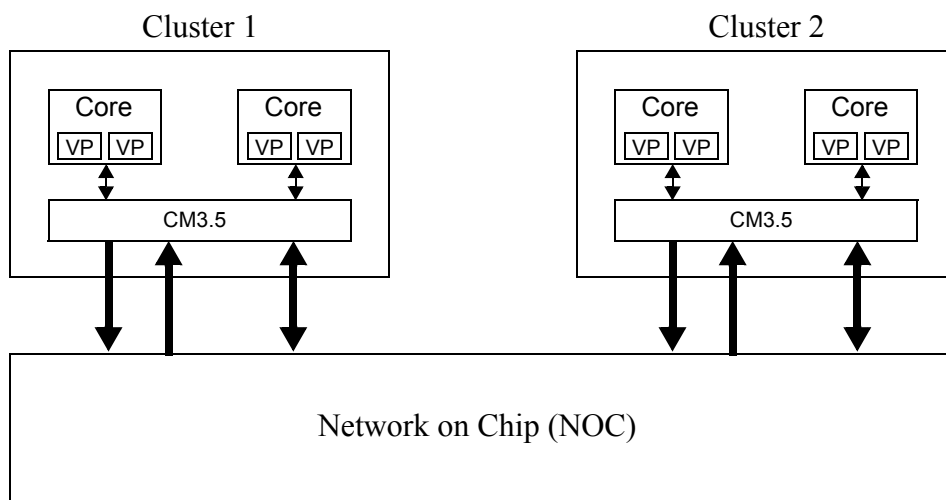 Cluster 1
Cluster 2
Core
Core
Core
Core
VP VP
VP VP
VP VP
VP VP
CM3.5
CM3.5
Network on Chip (NOC)